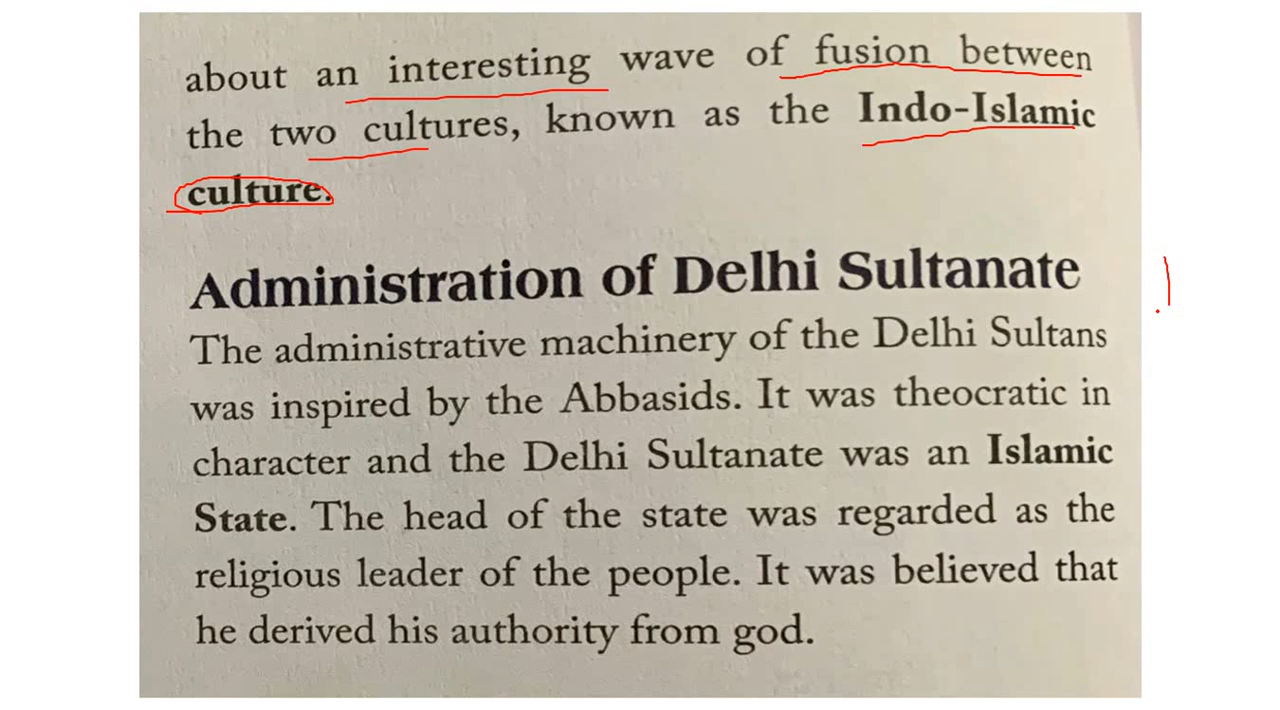 about an interesting wave of fusion between
the two cultures, known as the Indo-Islamic
culture.
Administration of Delhi Sultanate
The administrative machinery of the Delhi Sultans
was inspired by the Abbasids. It was theocratic in
character and the Delhi Sultanate was an Islamic
State. The head of the state was regarded as the
religious leader of the people. It was believed that
he derived his authority from god.